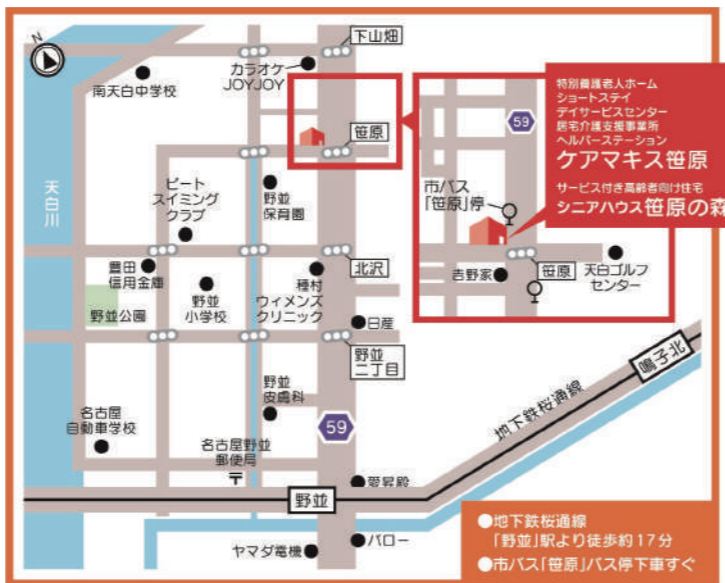 N
下山畑
カラオケ
JOYJOY
南天白中学校
笹原
天白川
ビート
スイミング
クラブ
野並
保育園
豊田
信用金庫
野並
小学校
種村
ウィメンズ
クリニック
北沢
野並公園
日産
野並
二丁目
野並
皮膚科
名古屋
自動車学校
59
名古屋野並
郵便局
〒
愛昇殿
野並
地下鉄桜通線
鳴子北
ヤマダ電機
バロー
59
市バス
「笹原」停
吉野家
笹原
天白ゴルフ
センター
特別養護老人ホーム
ショートステイ
デイサービスセンター
居宅介護支援事業所
ヘルパーステーション
ケアマキス笹原
サービス付き高齢者向け住宅
シニアハウス笹原の森
●地下鉄桜通線
「野並」駅より徒歩約17分
●市バス「笹原」バス停下車すぐ